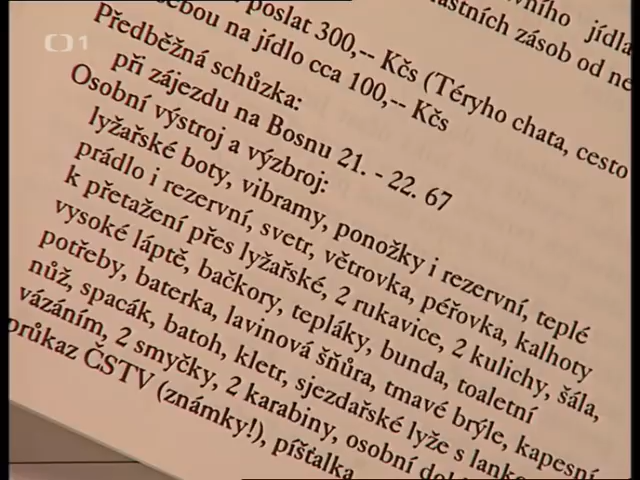 1
vního jídla
poslat 300,-- Kčs (Téryho chata, cesto
vlastních zásob od ne
sebou na jídlo cca 100,-- Kčs
Předběžná schůzka:
při zájezdu na Bosnu 21. - 22. 67
Osobní výstroj a výzbroj:
lyžařské boty, vibramy, ponožky i rezervní, teplé
prádlo i rezervní, svetr, větrovka, péřovka, kalhoty
k přetažení přes lyžařské, 2 rukavice, 2 kulichy, šála,
vysoké láptě, bačkory, tepláky, bunda, toaletní
potřeby, baterka, lavinová šňůra, tmavé brýle, kapesní
nůž, spacák, batoh, kletr, sjezdařské lyže s lanko
vázáním, 2 smyčky, 2 karabiny, osobní dok
průkaz ČSTV (známky!), píšťalka